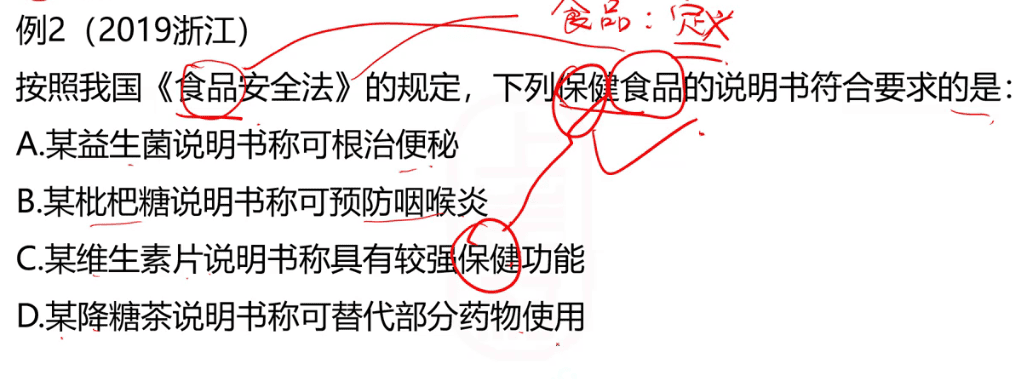 食品：定义
例2（2019浙江）
按照我国《食品安全法》的规定，下列保健食品的说明书符合要求的是：
A.某益生菌说明书称可根治便秘
B.某枇杷糖说明书称可预防咽喉炎
C.某维生素片说明书称具有较强保健功能
D.某降糖茶说明书称可替代部分药物使用